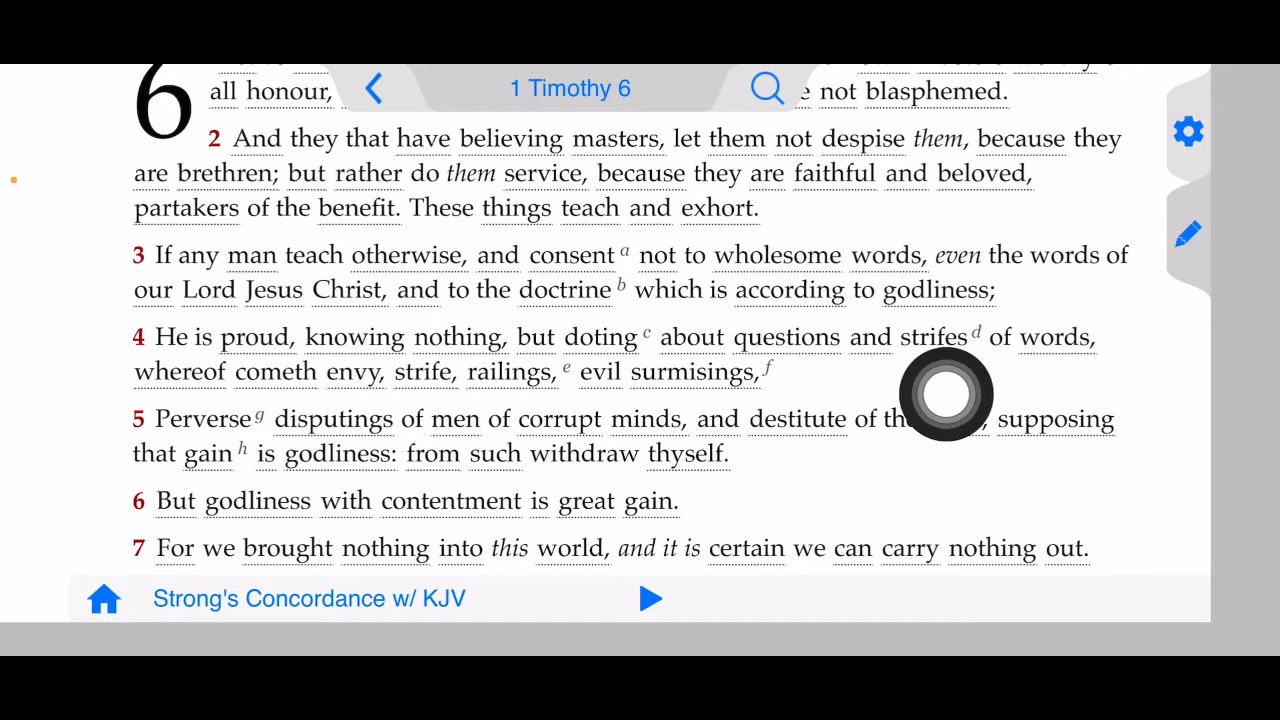 1 Timothy 6
6 all honour, e not blasphemed.
2 And they that have believing masters, let them not despise them, because they
are brethren; but rather do them service, because they are faithful and beloved,
partakers of the benefit. These things teach and exhort.
3 If any man teach otherwise, and consent a not to wholesome words, even the words of
our Lord Jesus Christ, and to the doctrine b which is according to godliness;
4 He is proud, knowing nothing, but doting c about questions and strifes d of words,
whereof cometh envy, strife, railings, e evil surmisings, f
5 Perverse g disputings of men of corrupt minds, and destitute of supposing
that gain h is godliness: from such withdraw thyself.
6 But godliness with contentment is great gain.
7 For we brought nothing into this world, and it is certain we can carry nothing out.
Strong's Concordance w/ KJV